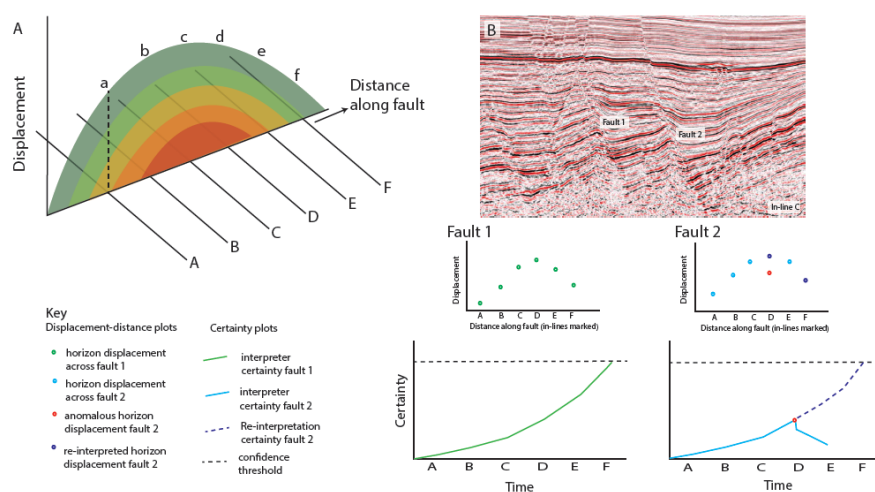 A
Displacement
a
b
c
d
e
f
Distance
along fault
A
B
C
D
E
F
B
Fault 1
Fault 2
In-line C
Fault 1
Displacement
A B C D E F
Distance along fault (in-lines marked)
Fault 2
Displacement
A B C D E F
Distance along fault (in-lines marked)
Key
Displacement-distance plots
horizon displacement
across fault 1
horizon displacement
across fault 2
anomalous horizon
displacement fault 2
re-interpreted horizon
displacement fault 2
Certainty plots
interpreter
certainty fault 1
interpreter
certainty fault 2
Re-interpretation
certainty fault 2
confidence
threshold
Certainty
A B C D E F
Time
A B C D E F
Time